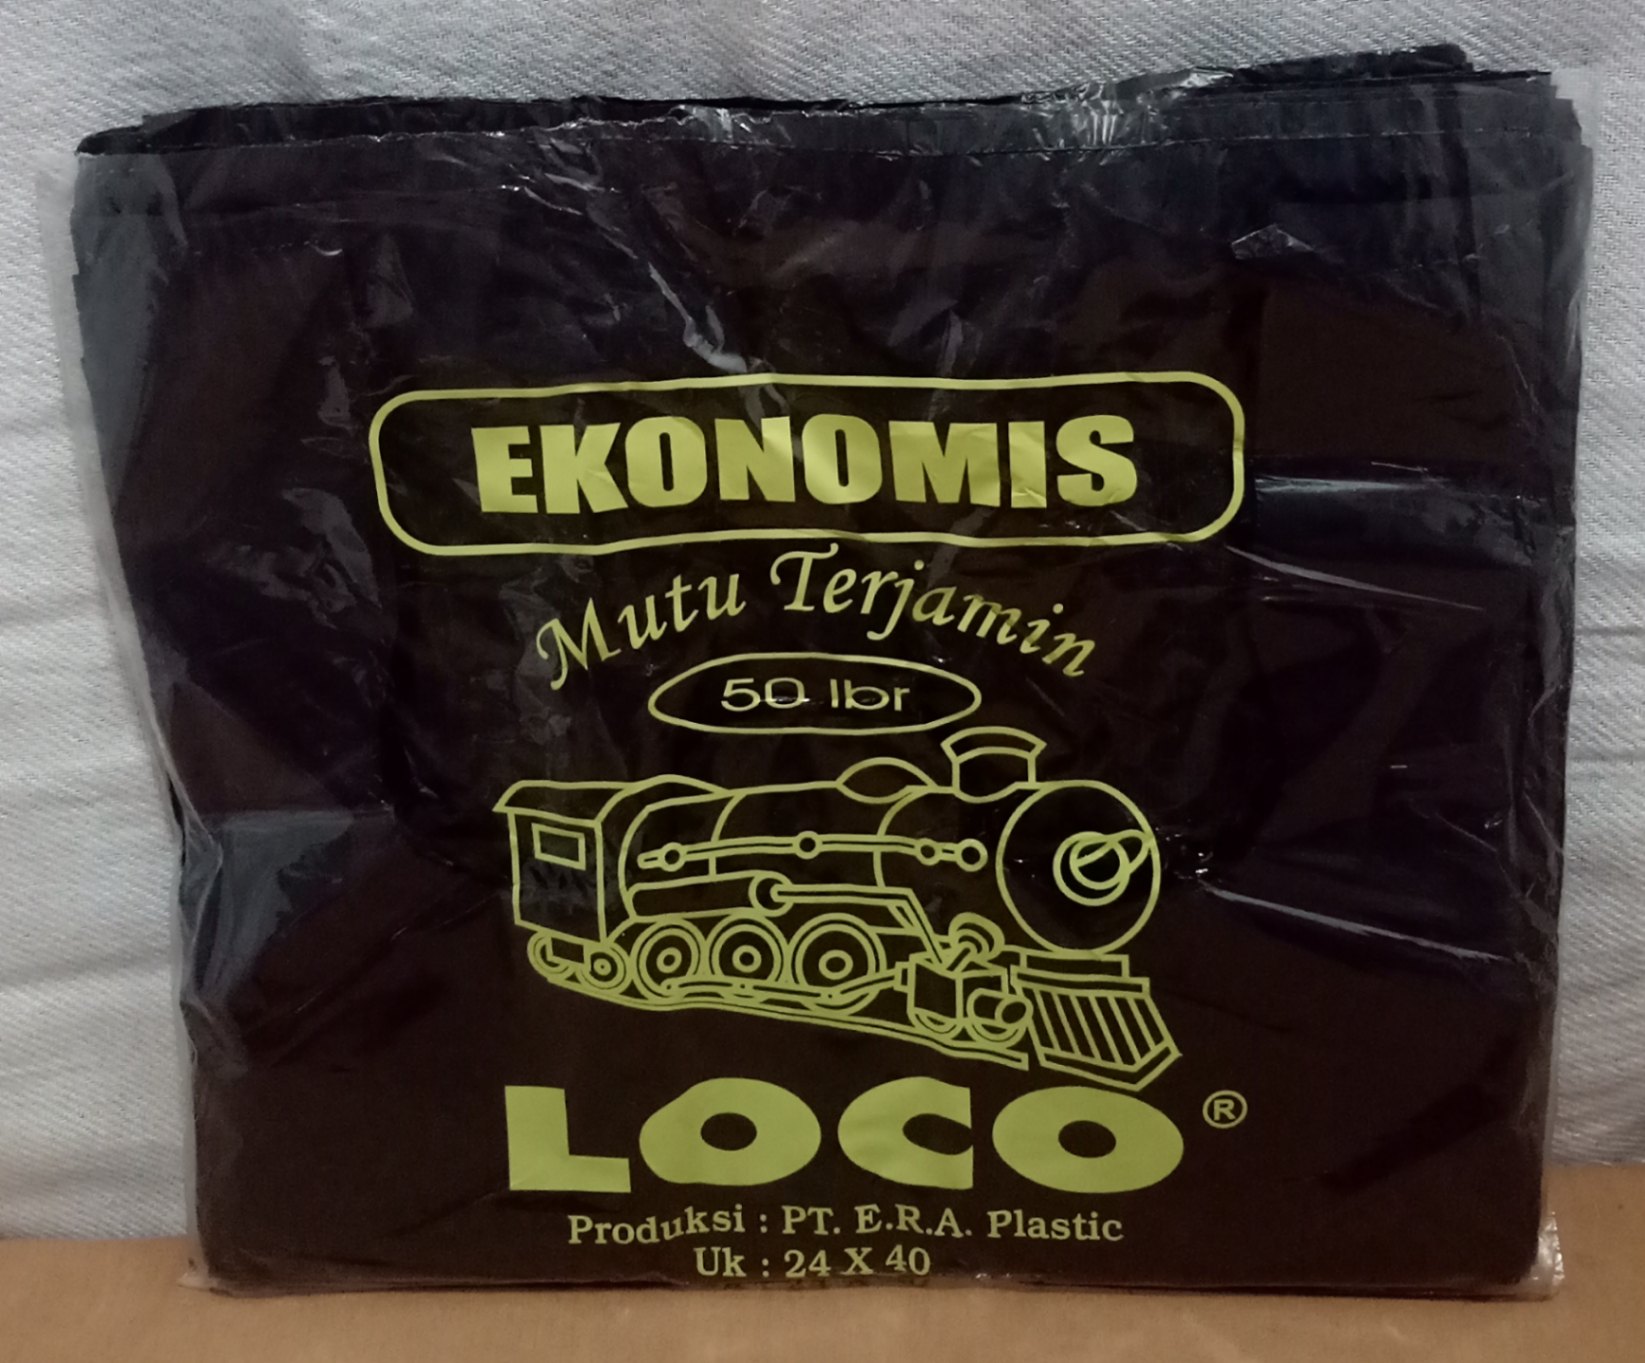 EKONOMIS
Mutu Terjamin
50 lbr
LOCO ®
Produksi : PT. E.R.A. Plastic
Uk : 24 X 40